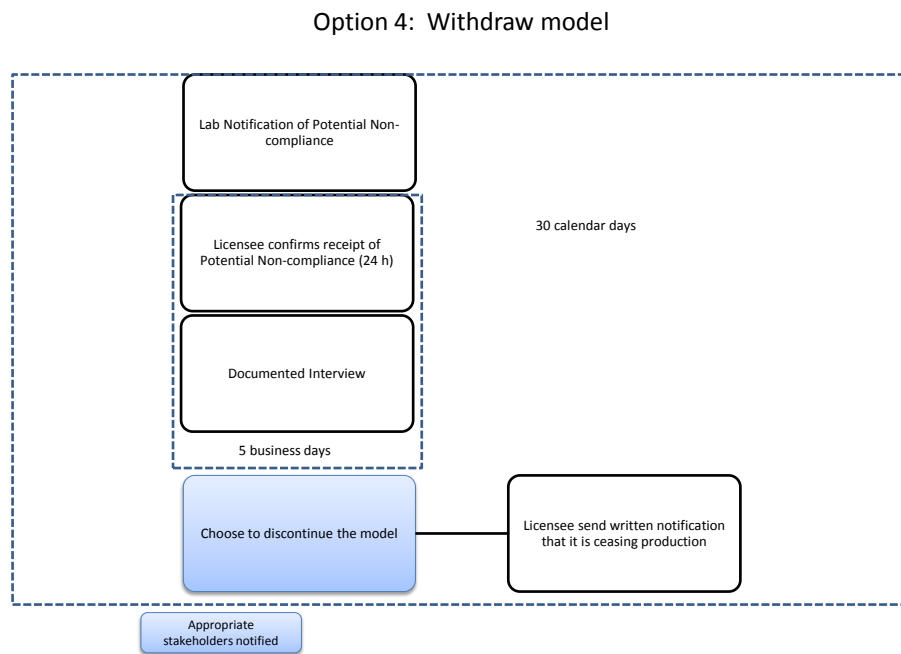 Option 4:  Withdraw model
Lab Notification of Potential Non-
compliance
Licensee confirms receipt of
Potential Non-compliance (24 h)
30 calendar days
Documented Interview
5 business days
Choose to discontinue the model
Licensee send written notification
that it is ceasing production
Appropriate
stakeholders notified